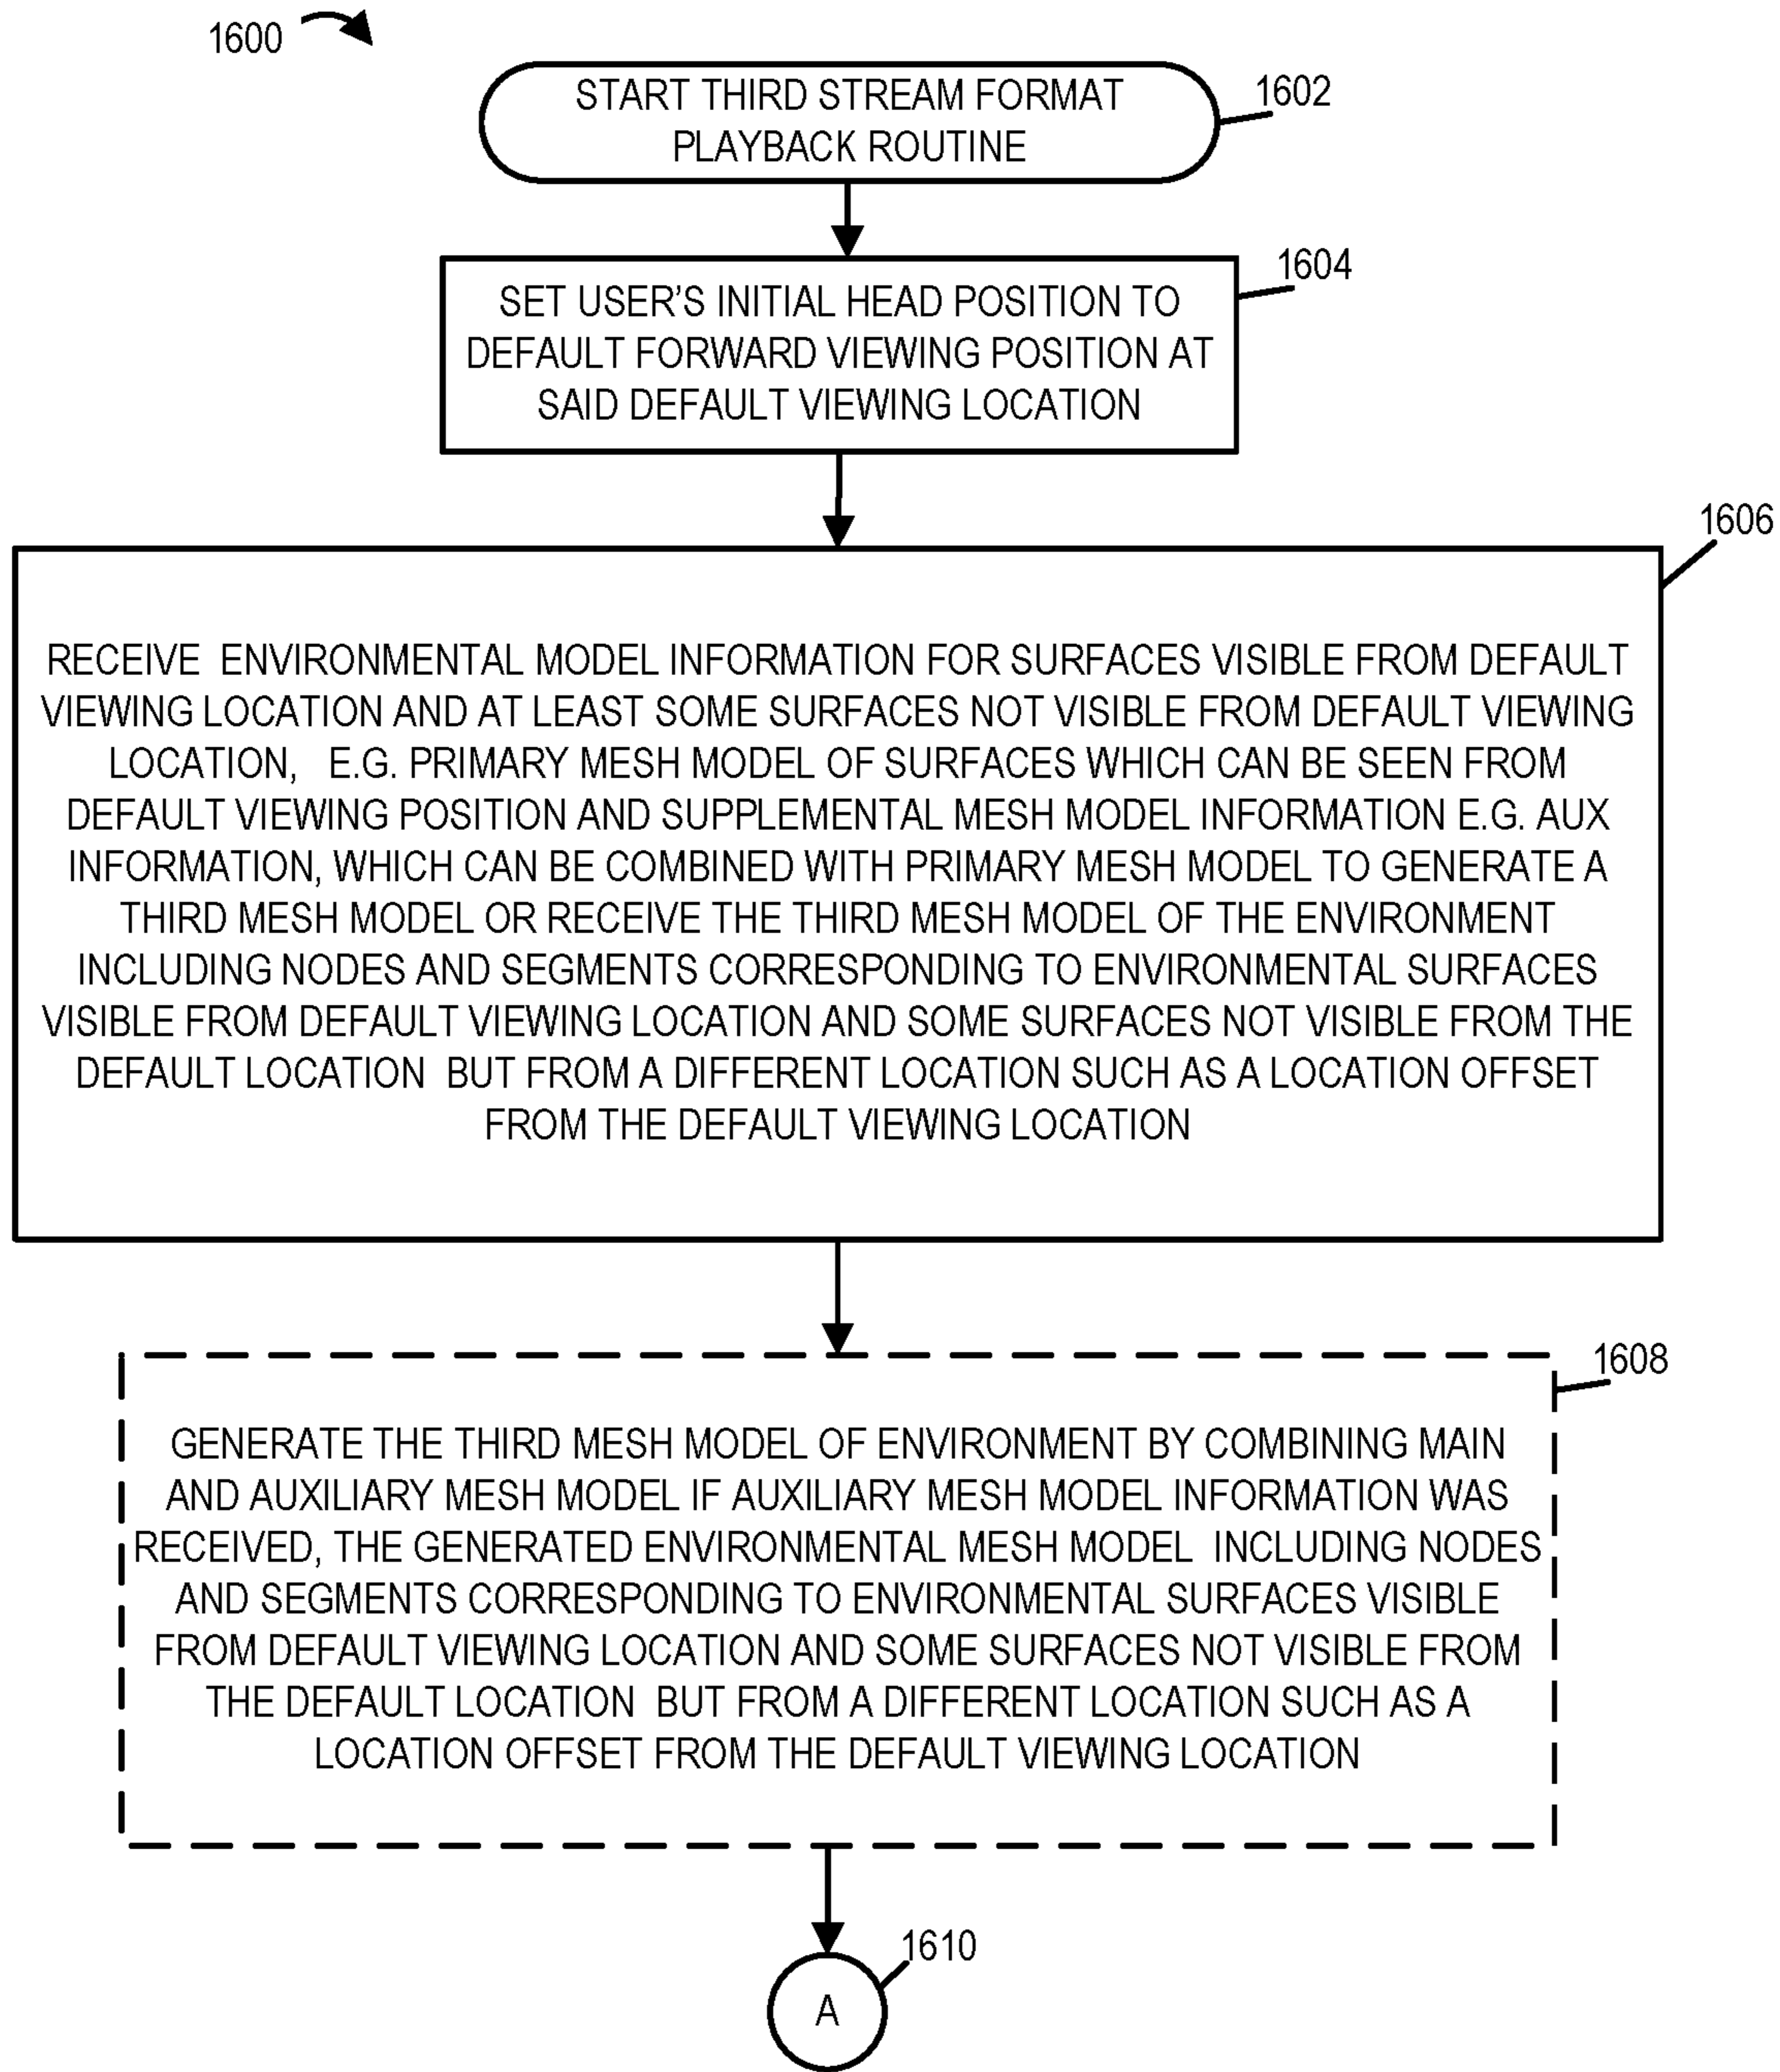 1600
START THIRD STREAM FORMAT
PLAYBACK ROUTINE
1602
SET USER'S INITIAL HEAD POSITION TO
DEFAULT FORWARD VIEWING POSITION AT
SAID DEFAULT VIEWING LOCATION
1604
1606
RECEIVE ENVIRONMENTAL MODEL INFORMATION FOR SURFACES VISIBLE FROM DEFAULT
VIEWING LOCATION AND AT LEAST SOME SURFACES NOT VISIBLE FROM DEFAULT VIEWING
LOCATION, E.G. PRIMARY MESH MODEL OF SURFACES WHICH CAN BE SEEN FROM
DEFAULT VIEWING POSITION AND SUPPLEMENTAL MESH MODEL INFORMATION E.G. AUX
INFORMATION, WHICH CAN BE COMBINED WITH PRIMARY MESH MODEL TO GENERATE A
THIRD MESH MODEL OR RECEIVE THE THIRD MESH MODEL OF THE ENVIRONMENT
INCLUDING NODES AND SEGMENTS CORRESPONDING TO ENVIRONMENTAL SURFACES
VISIBLE FROM DEFAULT VIEWING LOCATION AND SOME SURFACES NOT VISIBLE FROM THE
DEFAULT LOCATION BUT FROM A DIFFERENT LOCATION SUCH AS A LOCATION OFFSET
FROM THE DEFAULT VIEWING LOCATION
1608
GENERATE THE THIRD MESH MODEL OF ENVIRONMENT BY COMBINING MAIN
AND AUXILIARY MESH MODEL IF AUXILIARY MESH MODEL INFORMATION WAS
RECEIVED, THE GENERATED ENVIRONMENTAL MESH MODEL INCLUDING NODES
AND SEGMENTS CORRESPONDING TO ENVIRONMENTAL SURFACES VISIBLE
FROM DEFAULT VIEWING LOCATION AND SOME SURFACES NOT VISIBLE FROM
THE DEFAULT LOCATION BUT FROM A DIFFERENT LOCATION SUCH AS A
LOCATION OFFSET FROM THE DEFAULT VIEWING LOCATION
1610
A